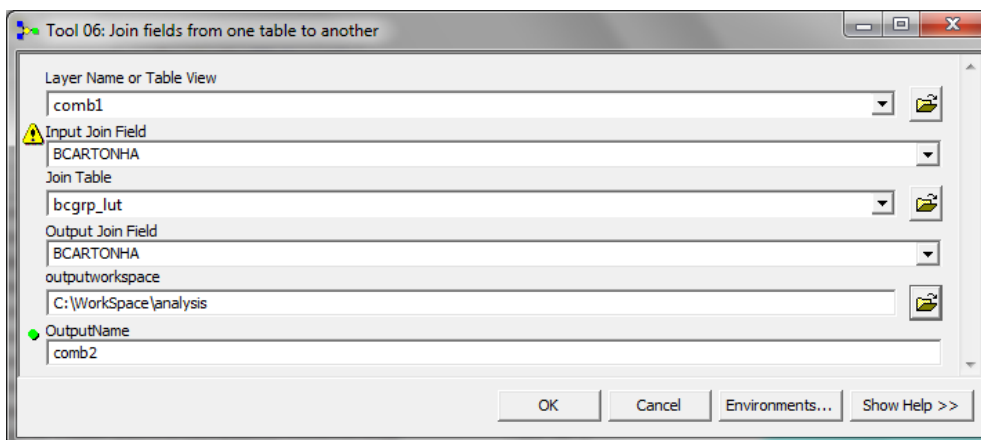 Tool 06: Join fields from one table to another
Layer Name or Table View
comb1
Input Join Field
BCARTONHA
Join Table
bcgrp_lut
Output Join Field
BCARTONHA
outputworkspace
C:\WorkSpace\analysis
OutputName
comb2
OK Cancel Environments... Show Help >>